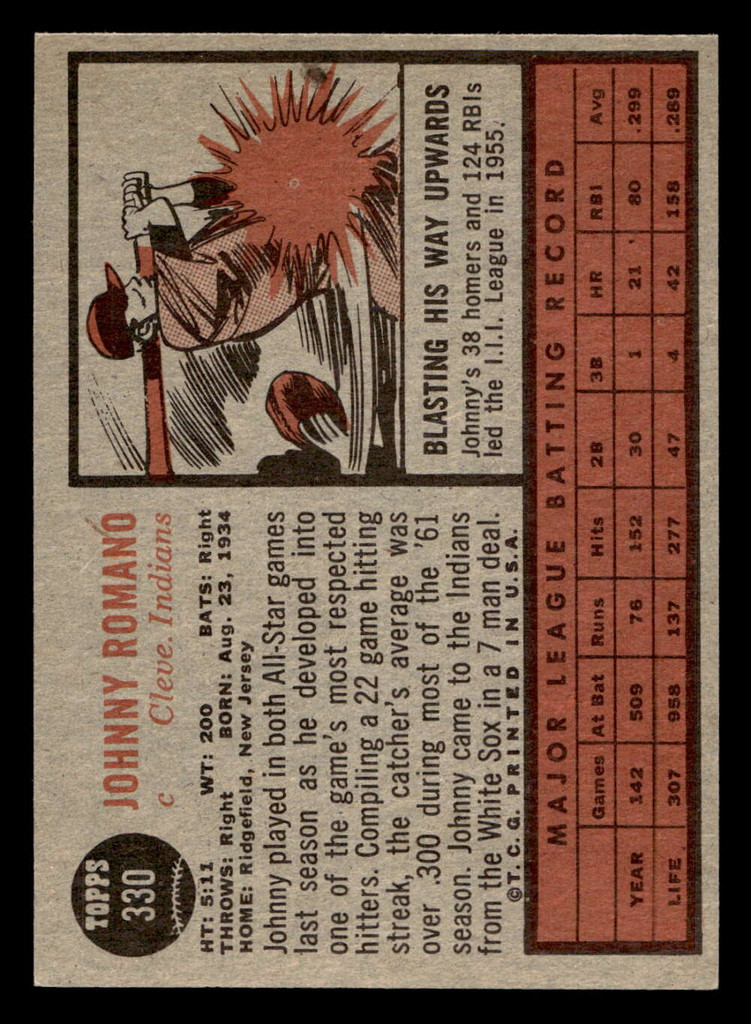 TOPPS
330
JOHNNY ROMANO
C Cleve. Indians
HT: 5:11 WT: 200 BATS: Right
THROWS: Right BORN: Aug. 23, 1934
HOME: Ridgefield, New Jersey
Johnny played in both All-Star games
last season as he developed into
one of the game's most respected
hitters. Compiling a 22 game hitting
streak, the catcher's average was
over .300 during most of the '61
season. Johnny came to the Indians
from the White Sox in a 7 man deal.
©T. C. G. PRINTED IN U.S.A.
BLASTING HIS WAY UPWARDS
Johnny's 38 homers and 124 RBIs
led the I.I.I. League in 1955.
MAJOR LEAGUE BATTING RECORD
Games At Bat Runs Hits 2B 3B HR RBI Avg
YEAR 142 509 76 152 30 1 21 80 .299
LIFE 307 958 137 277 47 4 42 158 .289